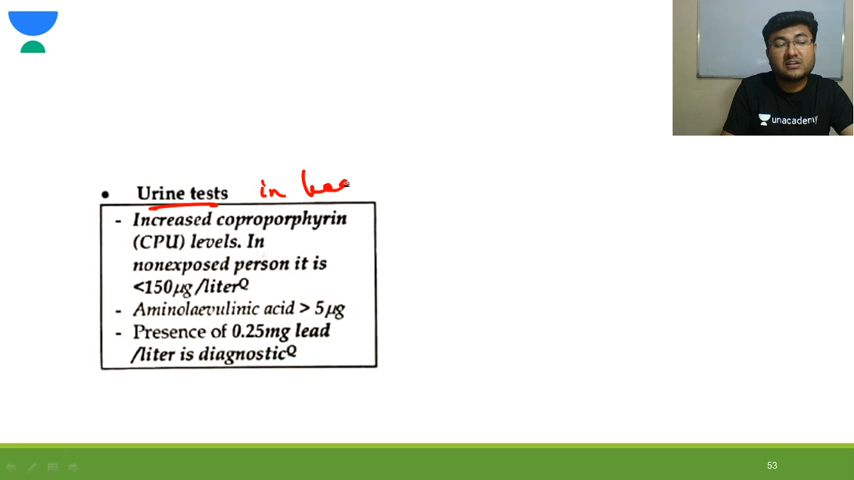 unacademy
• Urine tests in
- Increased coproporphyrin
(CPU) levels. In
nonexposed person it is
<150μg/literQ
- Aminolaevulinic acid > 5μg
- Presence of 0.25mg lead
/liter is diagnosticQ
53